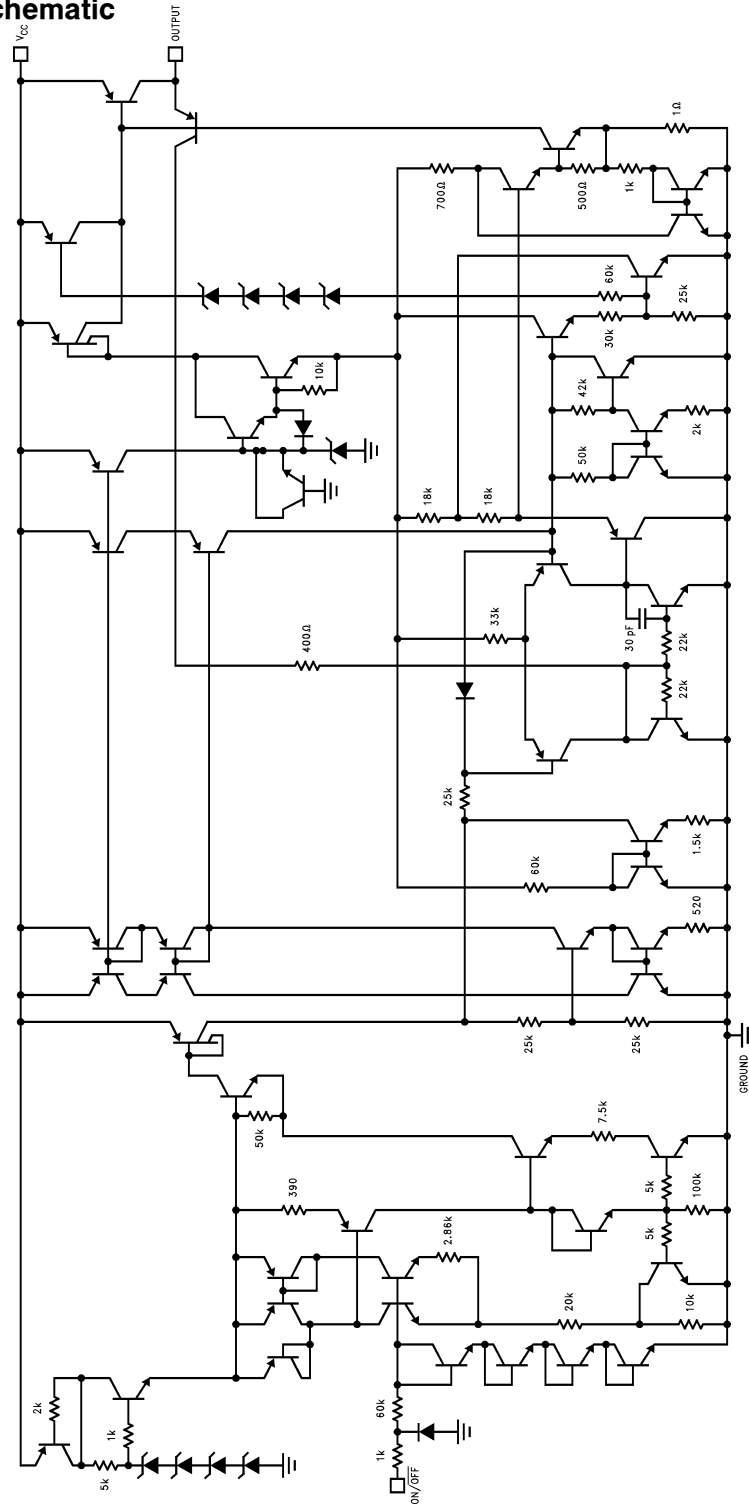 chematic
VCC
OUTPUT
1Ω
700Ω
500Ω
1k
60k
25k
30k
10k
42k
2k
50k
18k
18k
33k
400Ω
30 pF
22k
22k
25k
60k
1.5k
520
25k
25k
GROUND
50k
7.5k
390
5k
100k
2.86k
5k
20k
10k
2k
1k
5k
60k
1k
ON/OFF